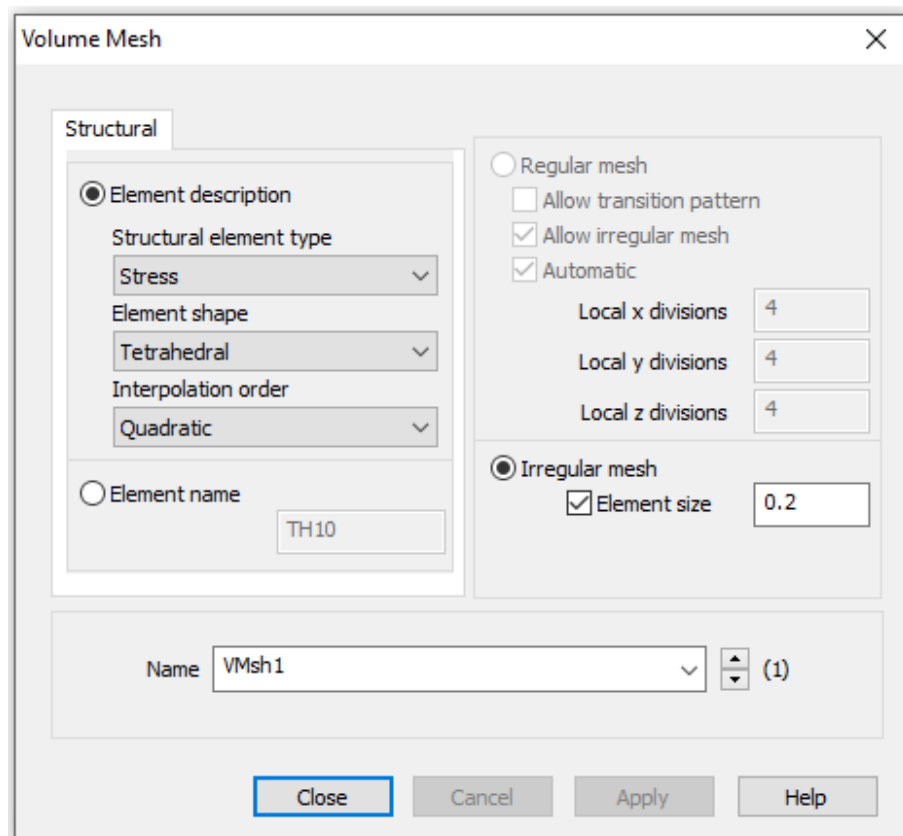 Volume Mesh
Structural
Element description
Structural element type
Stress
Element shape
Tetrahedral
Interpolation order
Quadratic
Element name
TH10
Regular mesh
Allow transition pattern
Allow irregular mesh
Automatic
Local x divisions 4
Local y divisions 4
Local z divisions 4
Irregular mesh
Element size 0.2
Name VMsh1 (1)
Close Cancel Apply Help